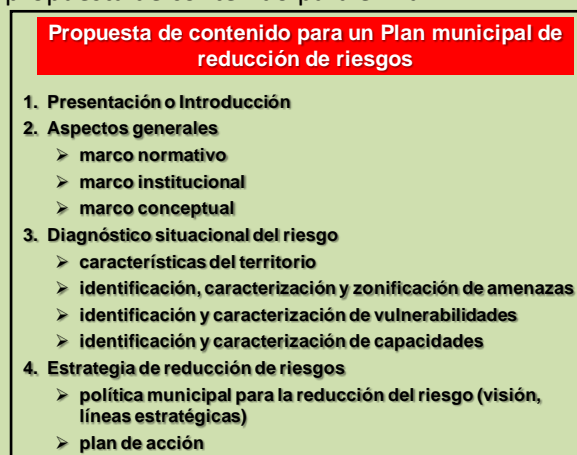 Propuesta de contenido para un Plan municipal de
reducción de riesgos
1. Presentación o Introducción
2. Aspectos generales
➢ marco normativo
➢ marco institucional
➢ marco conceptual
3. Diagnóstico situacional del riesgo
➢ características del territorio
➢ identificación, caracterización y zonificación de amenazas
➢ identificación y caracterización de vulnerabilidades
➢ identificación y caracterización de capacidades
4. Estrategia de reducción de riesgos
➢ política municipal para la reducción del riesgo (visión,
líneas estratégicas)
➢ plan de acción